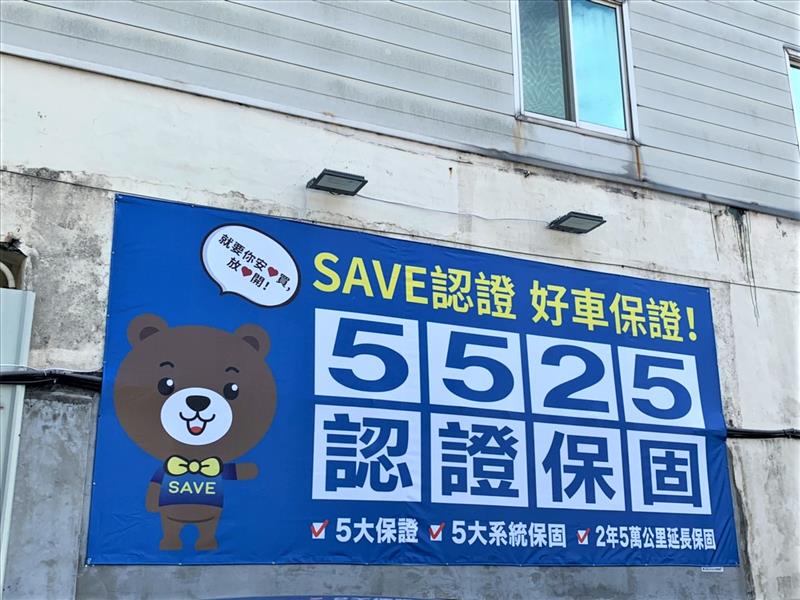 就要你安♥買,
放♥開!
SAVE認證 好車保證!
5525
認證保固
SAVE
5大保證 5大系統保固 2年5萬公里延長保固